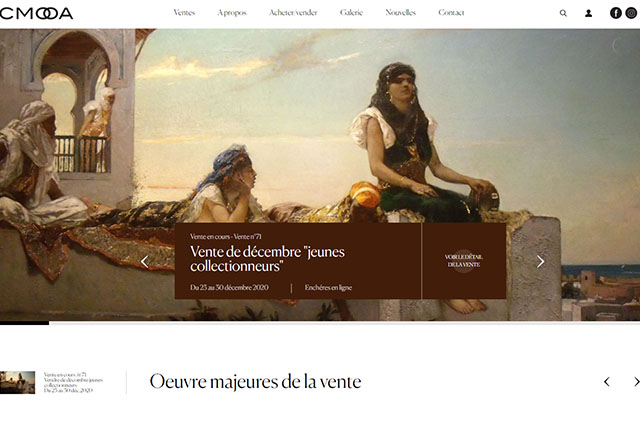 CMOOA
Ventes A propos Acheter/vender Galerie Nouvelles Contact
Vente en cours - Vente n°71
Vente de décembre "jeunes
collectionneurs"
Du 25 au 30 décembre 2020 | Enchères en ligne
VOIR LE DÉTAIL
DE LA VENTE
Vente en cours n°71
Vendre de décembre jeunes
collectionneurs
Du 25 au 30 déc. 2020
Oeuvre majeures de la vente